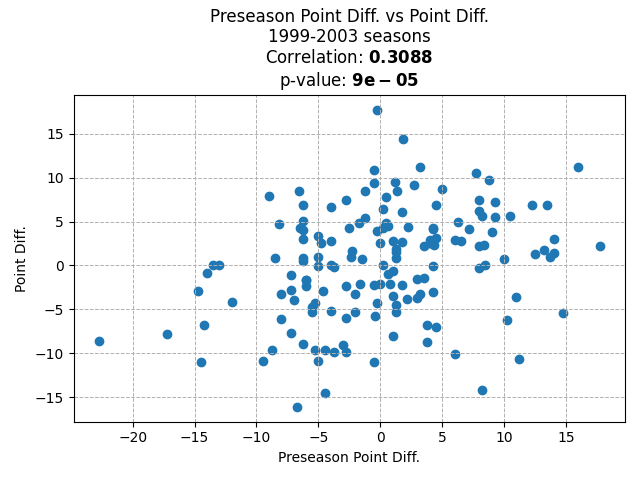 Preseason Point Diff. vs Point Diff.
1999-2003 seasons
Correlation: 0.3088
p-value: 9e − 05
Point Diff.
15
10
5
0
−5
−10
−15
−20 −15 −10 −5 0 5 10 15
Preseason Point Diff.